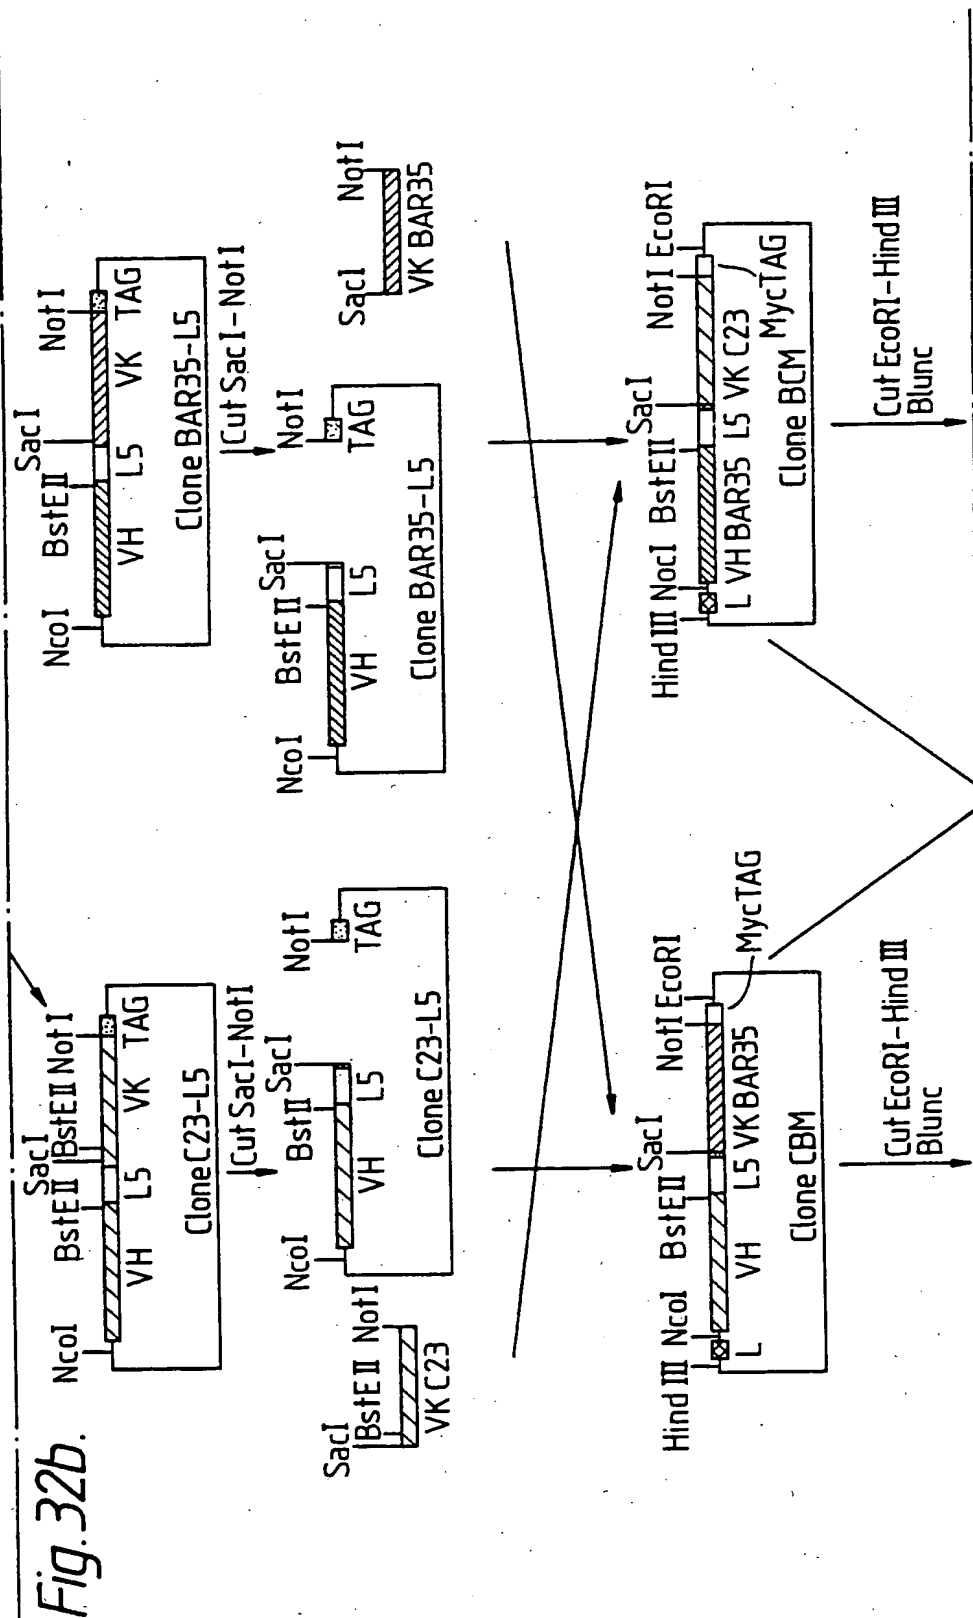 Fig. 32b.
NcoI BstEII SacI BstEII NotI
VH L5 VK TAG
Clone C23-L5
Cut SacI-NotI
NcoI BstEII SacI NotI
VH L5 VK TAG
Clone BAR35-L5
Cut SacI-NotI
SacI BstEII NotI
VK C23
NcoI BstII SacI NotI
VH L5 TAG
Clone C23-L5
NcoI BstEII SacI NotI
VH L5 TAG
Clone BAR35-L5
SacI NotI
VK BAR35
Hind III NcoI BstEII SacI NotI EcoRI
L VH L5 VK BAR35
MycTAG
Clone CBM
Cut EcoRI-Hind III
Blunc
Hind III NocI BstEII SacI NotI EcoRI
L VH BAR35 L5 VK C23
MycTAG
Clone BCM
Cut EcoRI-Hind III
Blunc